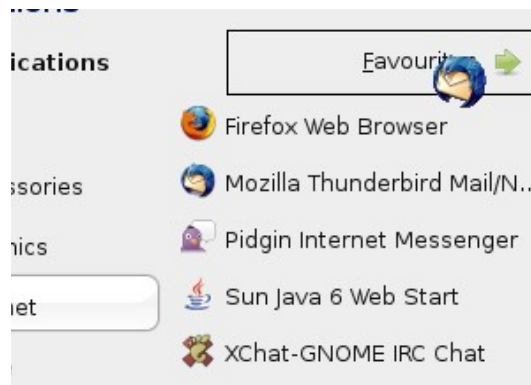 ications
Favourit
Firefox Web Browser
ssories
Mozilla Thunderbird Mail/N...
nics
Pidgin Internet Messenger
net
Sun Java 6 Web Start
XChat-GNOME IRC Chat